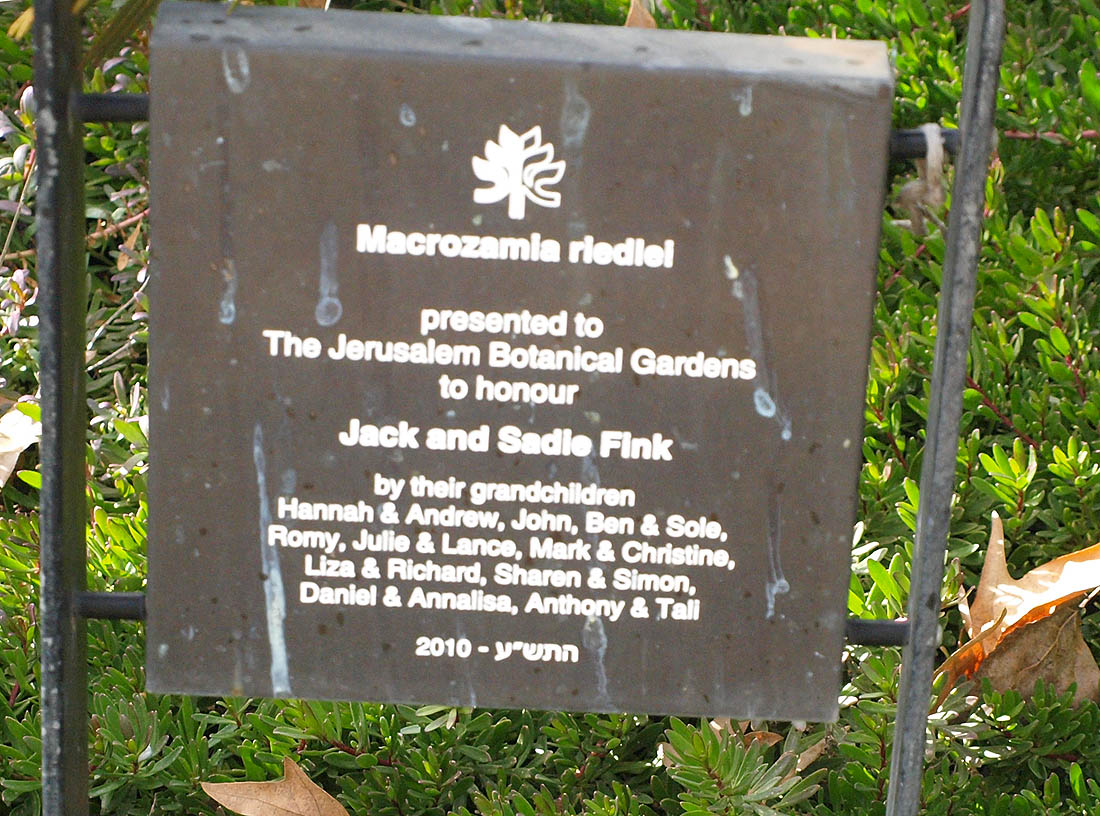 Macrozamia riedlei
presented to
The Jerusalem Botanical Gardens
to honour
Jack and Sadie Fink
by their grandchildren
Hannah & Andrew, John, Ben & Sole,
Romy, Julie & Lance, Mark & Christine,
Liza & Richard, Sharen & Simon,
Daniel & Annalisa, Anthony & Tali
2010 - התש"ע